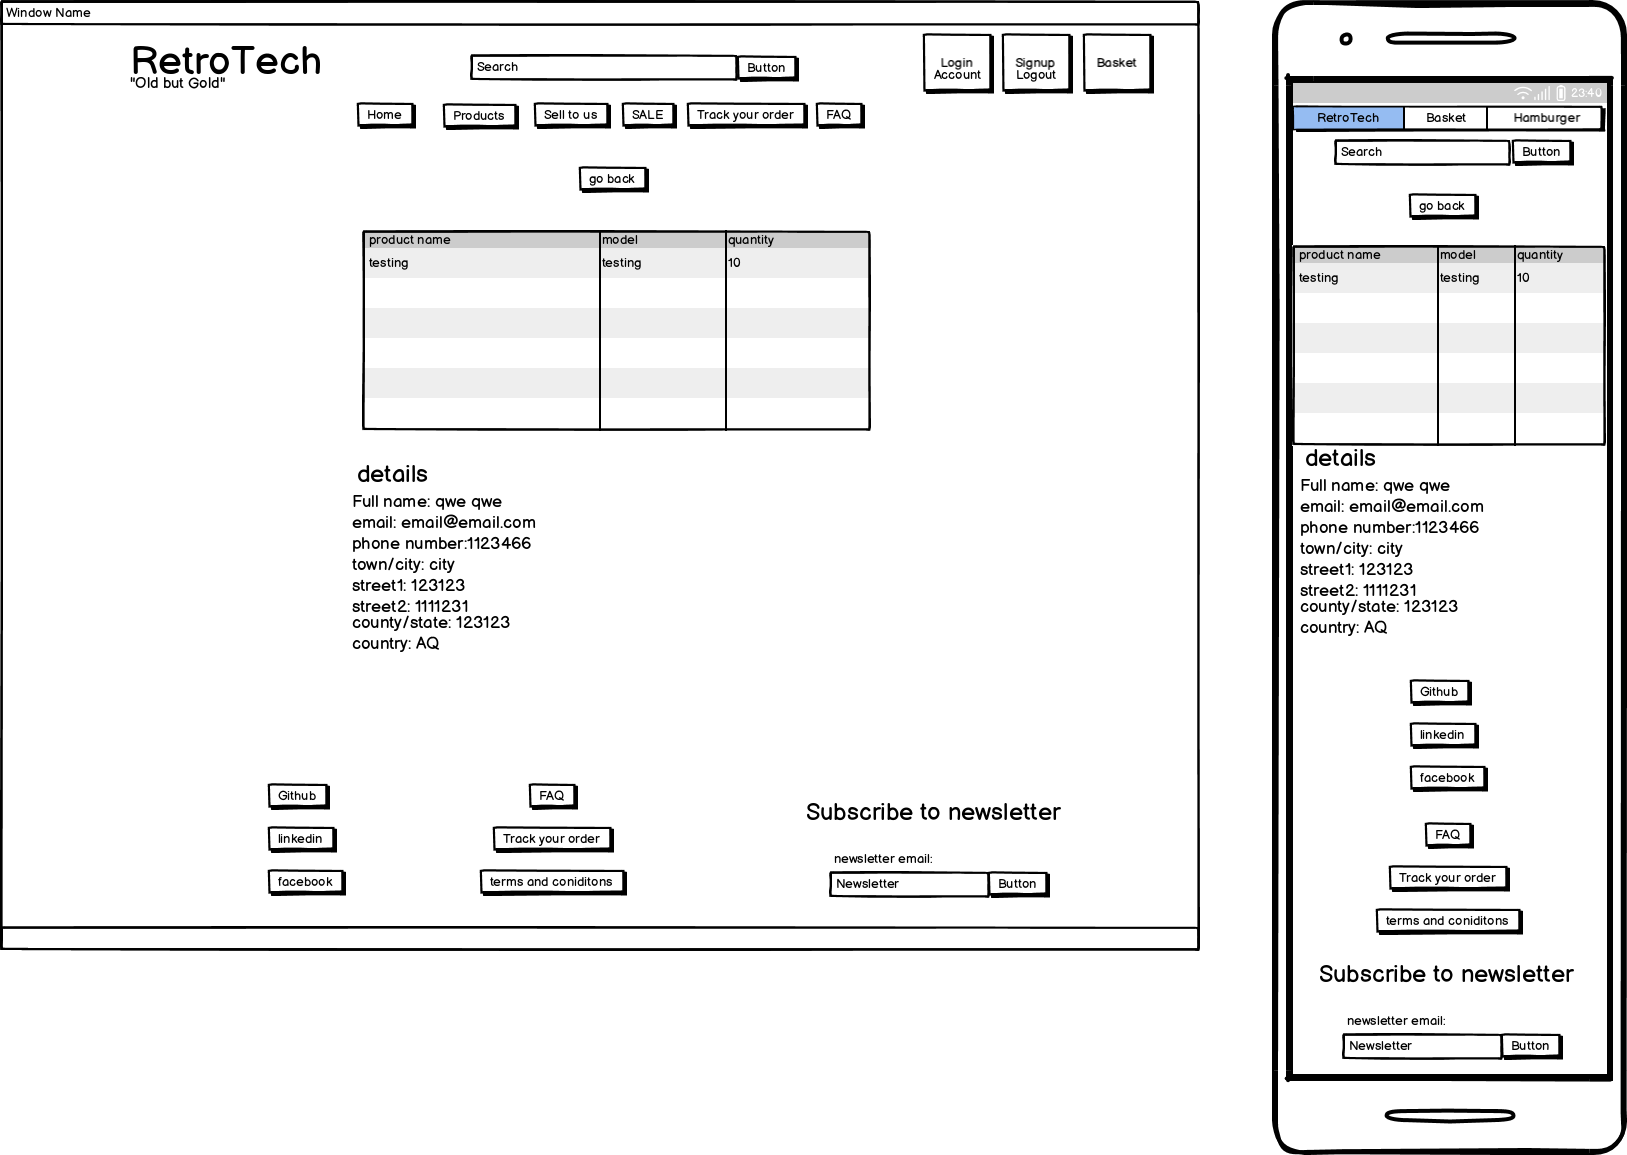 Window Name
RetroTech
"Old but Gold"
Search
Button
Login
Account
Signup
Logout
Basket
Home
Products
Sell to us
SALE
Track your order
FAQ
go back
product name model quantity
testing testing 10
details
Full name: qwe qwe
email: email@email.com
phone number:1123466
town/city: city
street1: 123123
street2: 1111231
county/state: 123123
country: AQ
Github
linkedin
facebook
FAQ
Track your order
terms and coniditons
Subscribe to newsletter
newsletter email:
Newsletter
Button
23:40
RetroTech
Basket
Hamburger
Search
Button
go back
product name model quantity
testing testing 10
details
Full name: qwe qwe
email: email@email.com
phone number:1123466
town/city: city
street1: 123123
street2: 1111231
county/state: 123123
country: AQ
Github
linkedin
facebook
FAQ
Track your order
terms and coniditons
Subscribe to newsletter
newsletter email:
Newsletter
Button